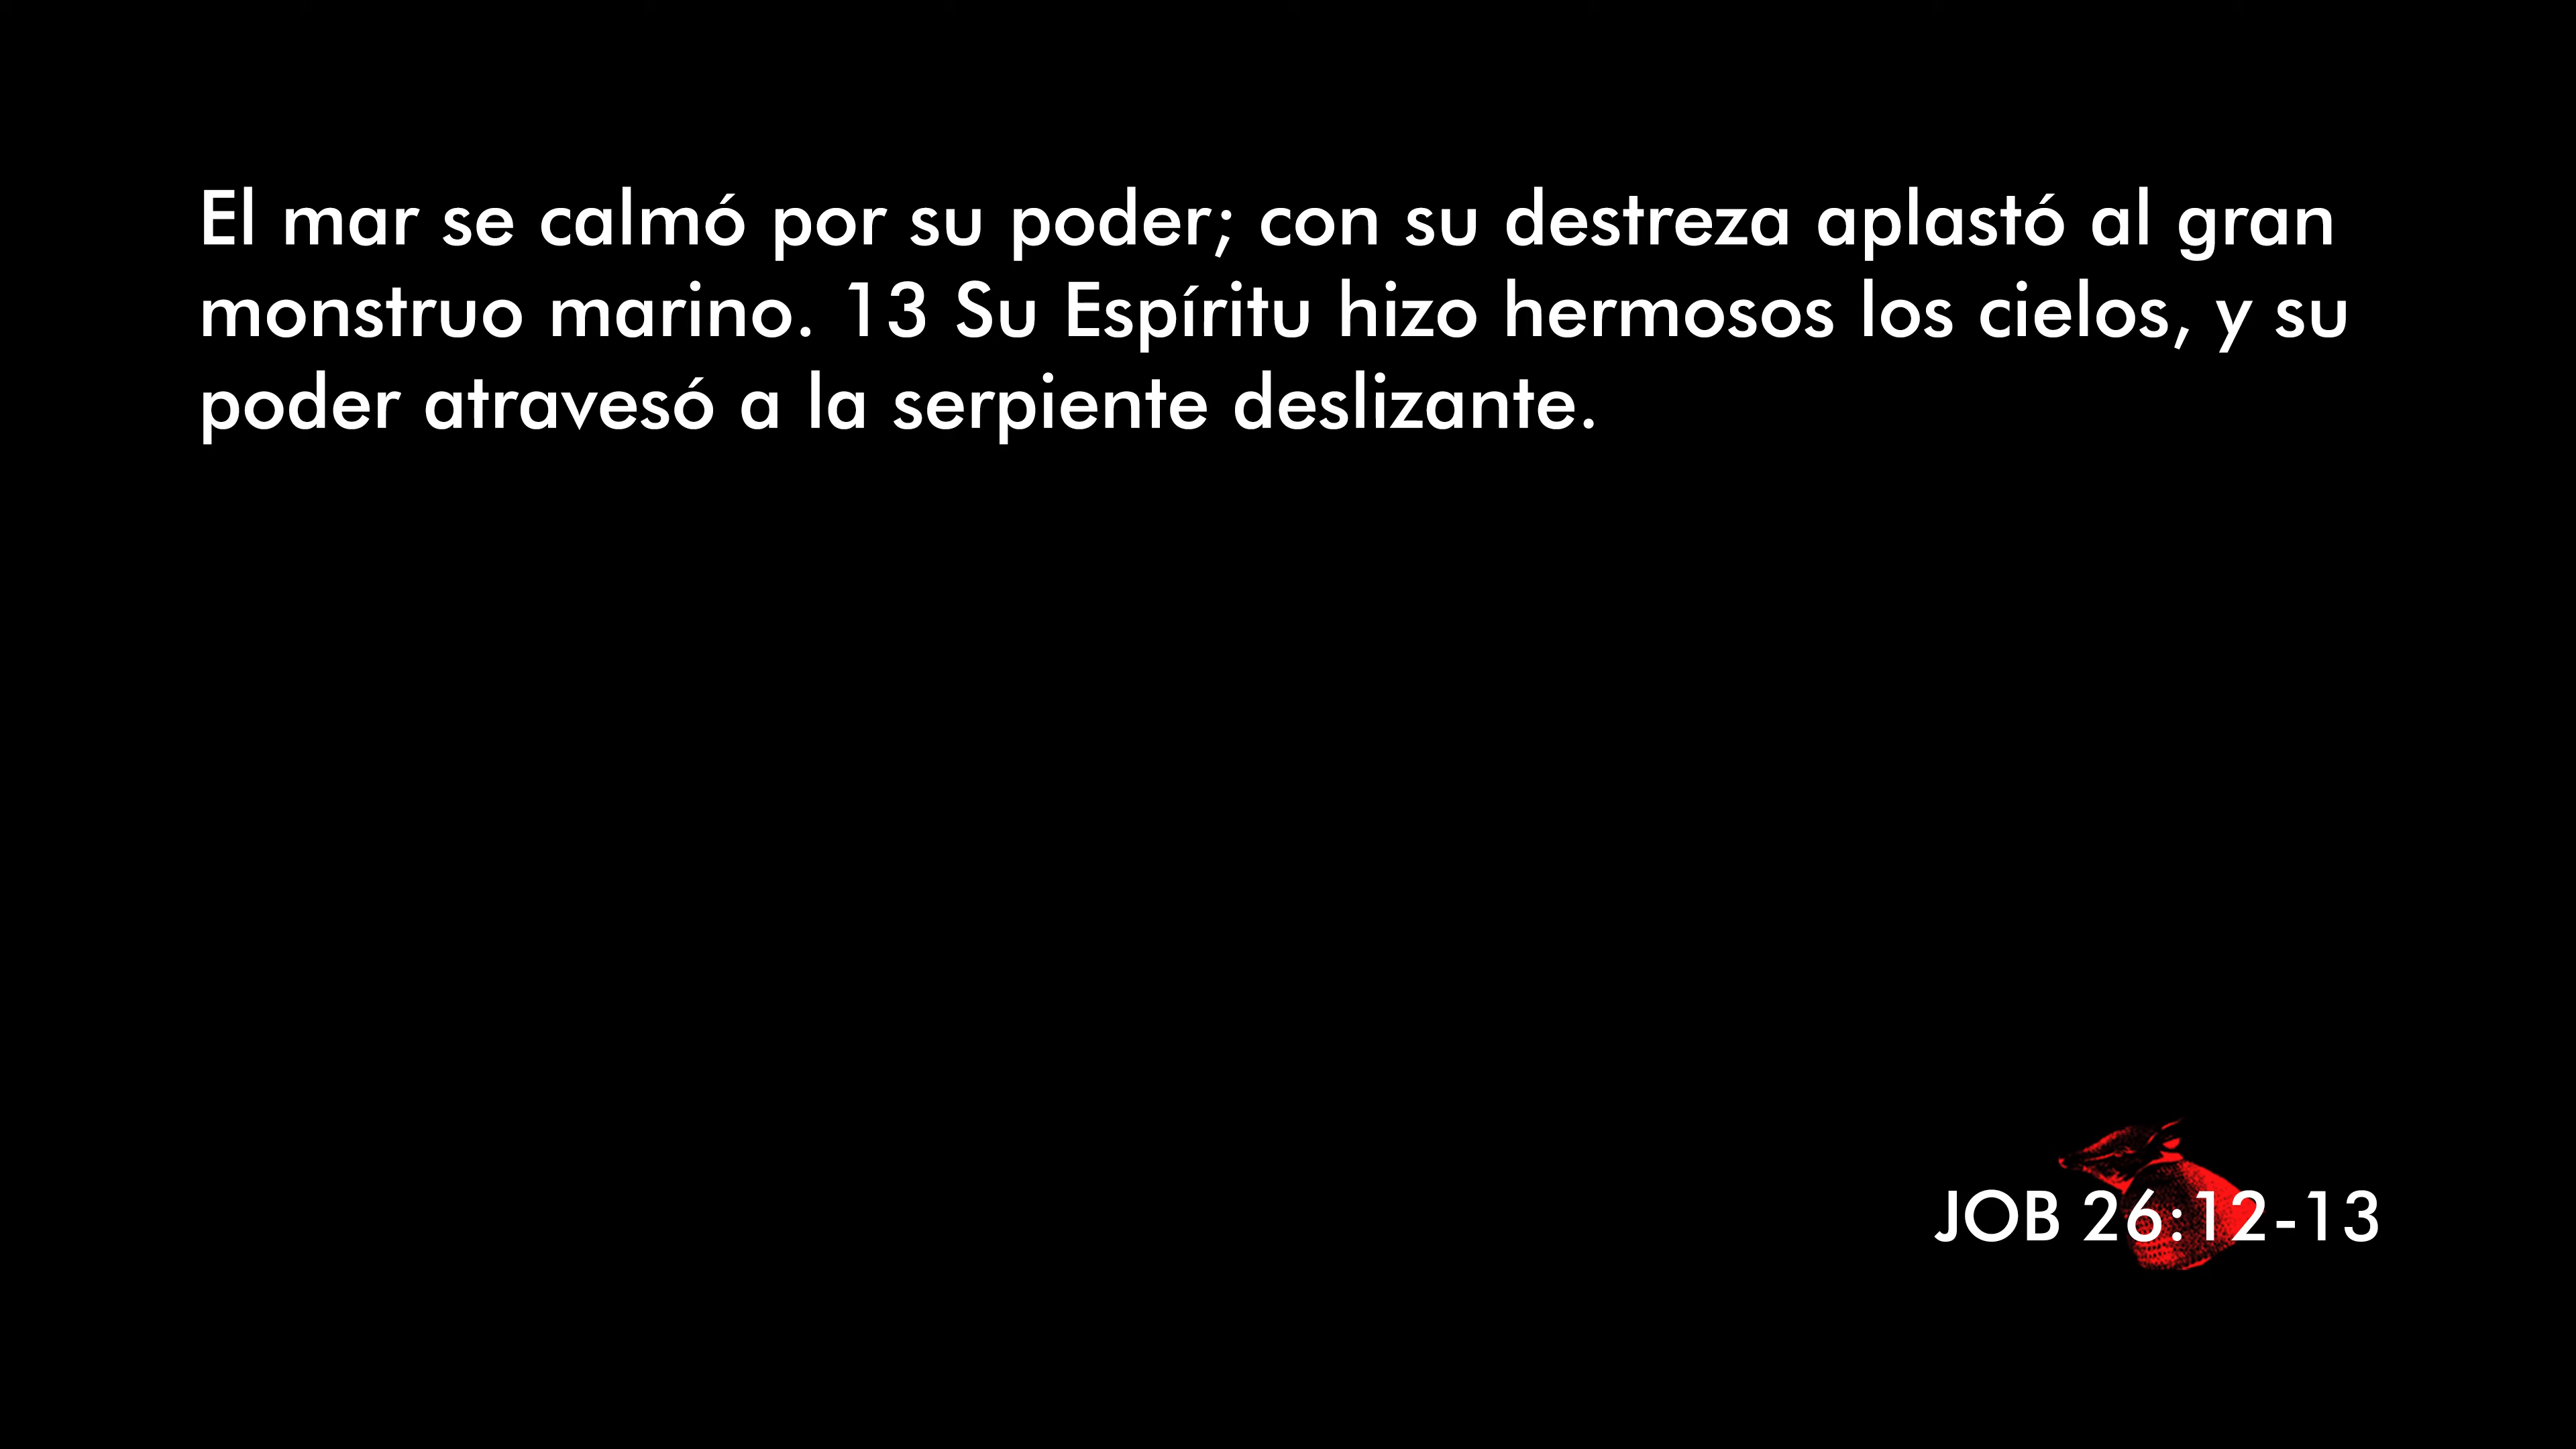 El mar se calmó por su poder; con su destreza aplastó al gran
monstruo marino. 13 Su Espíritu hizo hermosos los cielos, y su
poder atravesó a la serpiente deslizante.
JOB 26:12-13